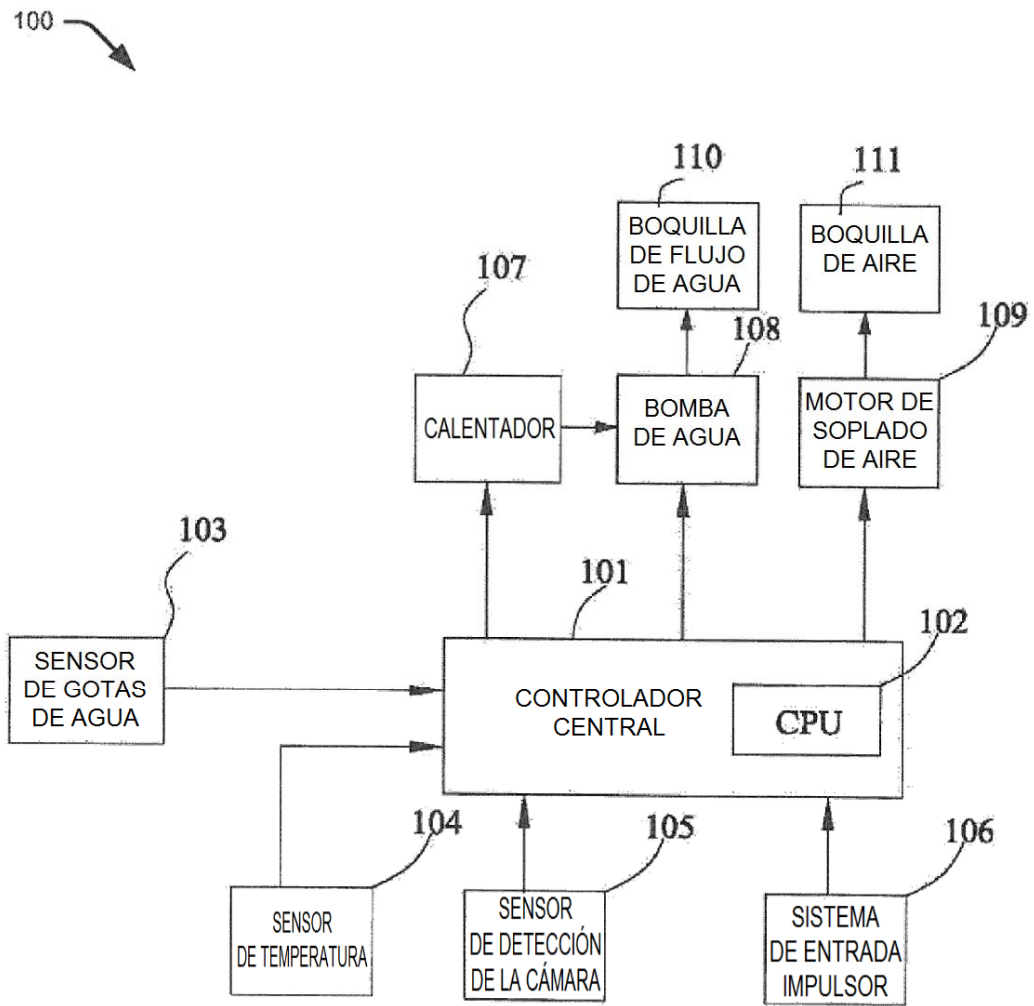 100
110
111
BOQUILLA
DE FLUJO
DE AGUA
BOQUILLA
DE AIRE
107
108
109
CALENTADOR
BOMBA
DE AGUA
MOTOR DE
SOPLADO
DE AIRE
103
101
102
SENSOR
DE GOTAS
DE AGUA
CONTROLADOR
CENTRAL
CPU
104
105
106
SENSOR
DE TEMPERATURA
SENSOR
DE DETECCIÓN
DE LA CÁMARA
SISTEMA
DE ENTRADA
IMPULSOR